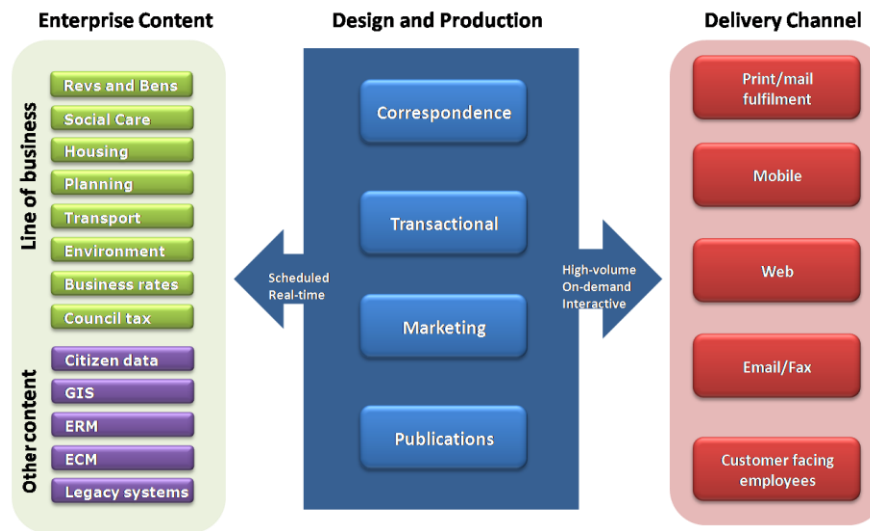 Enterprise Content
Line of business
Revs and Bens
Social Care
Housing
Planning
Transport
Environment
Business rates
Council tax
Other content
Citizen data
GIS
ERM
ECM
Legacy systems
Design and Production
Scheduled
Real-time
Correspondence
Transactional
Marketing
Publications
High-volume
On-demand
Interactive
Delivery Channel
Print/mail
fulfilment
Mobile
Web
Email/Fax
Customer facing
employees